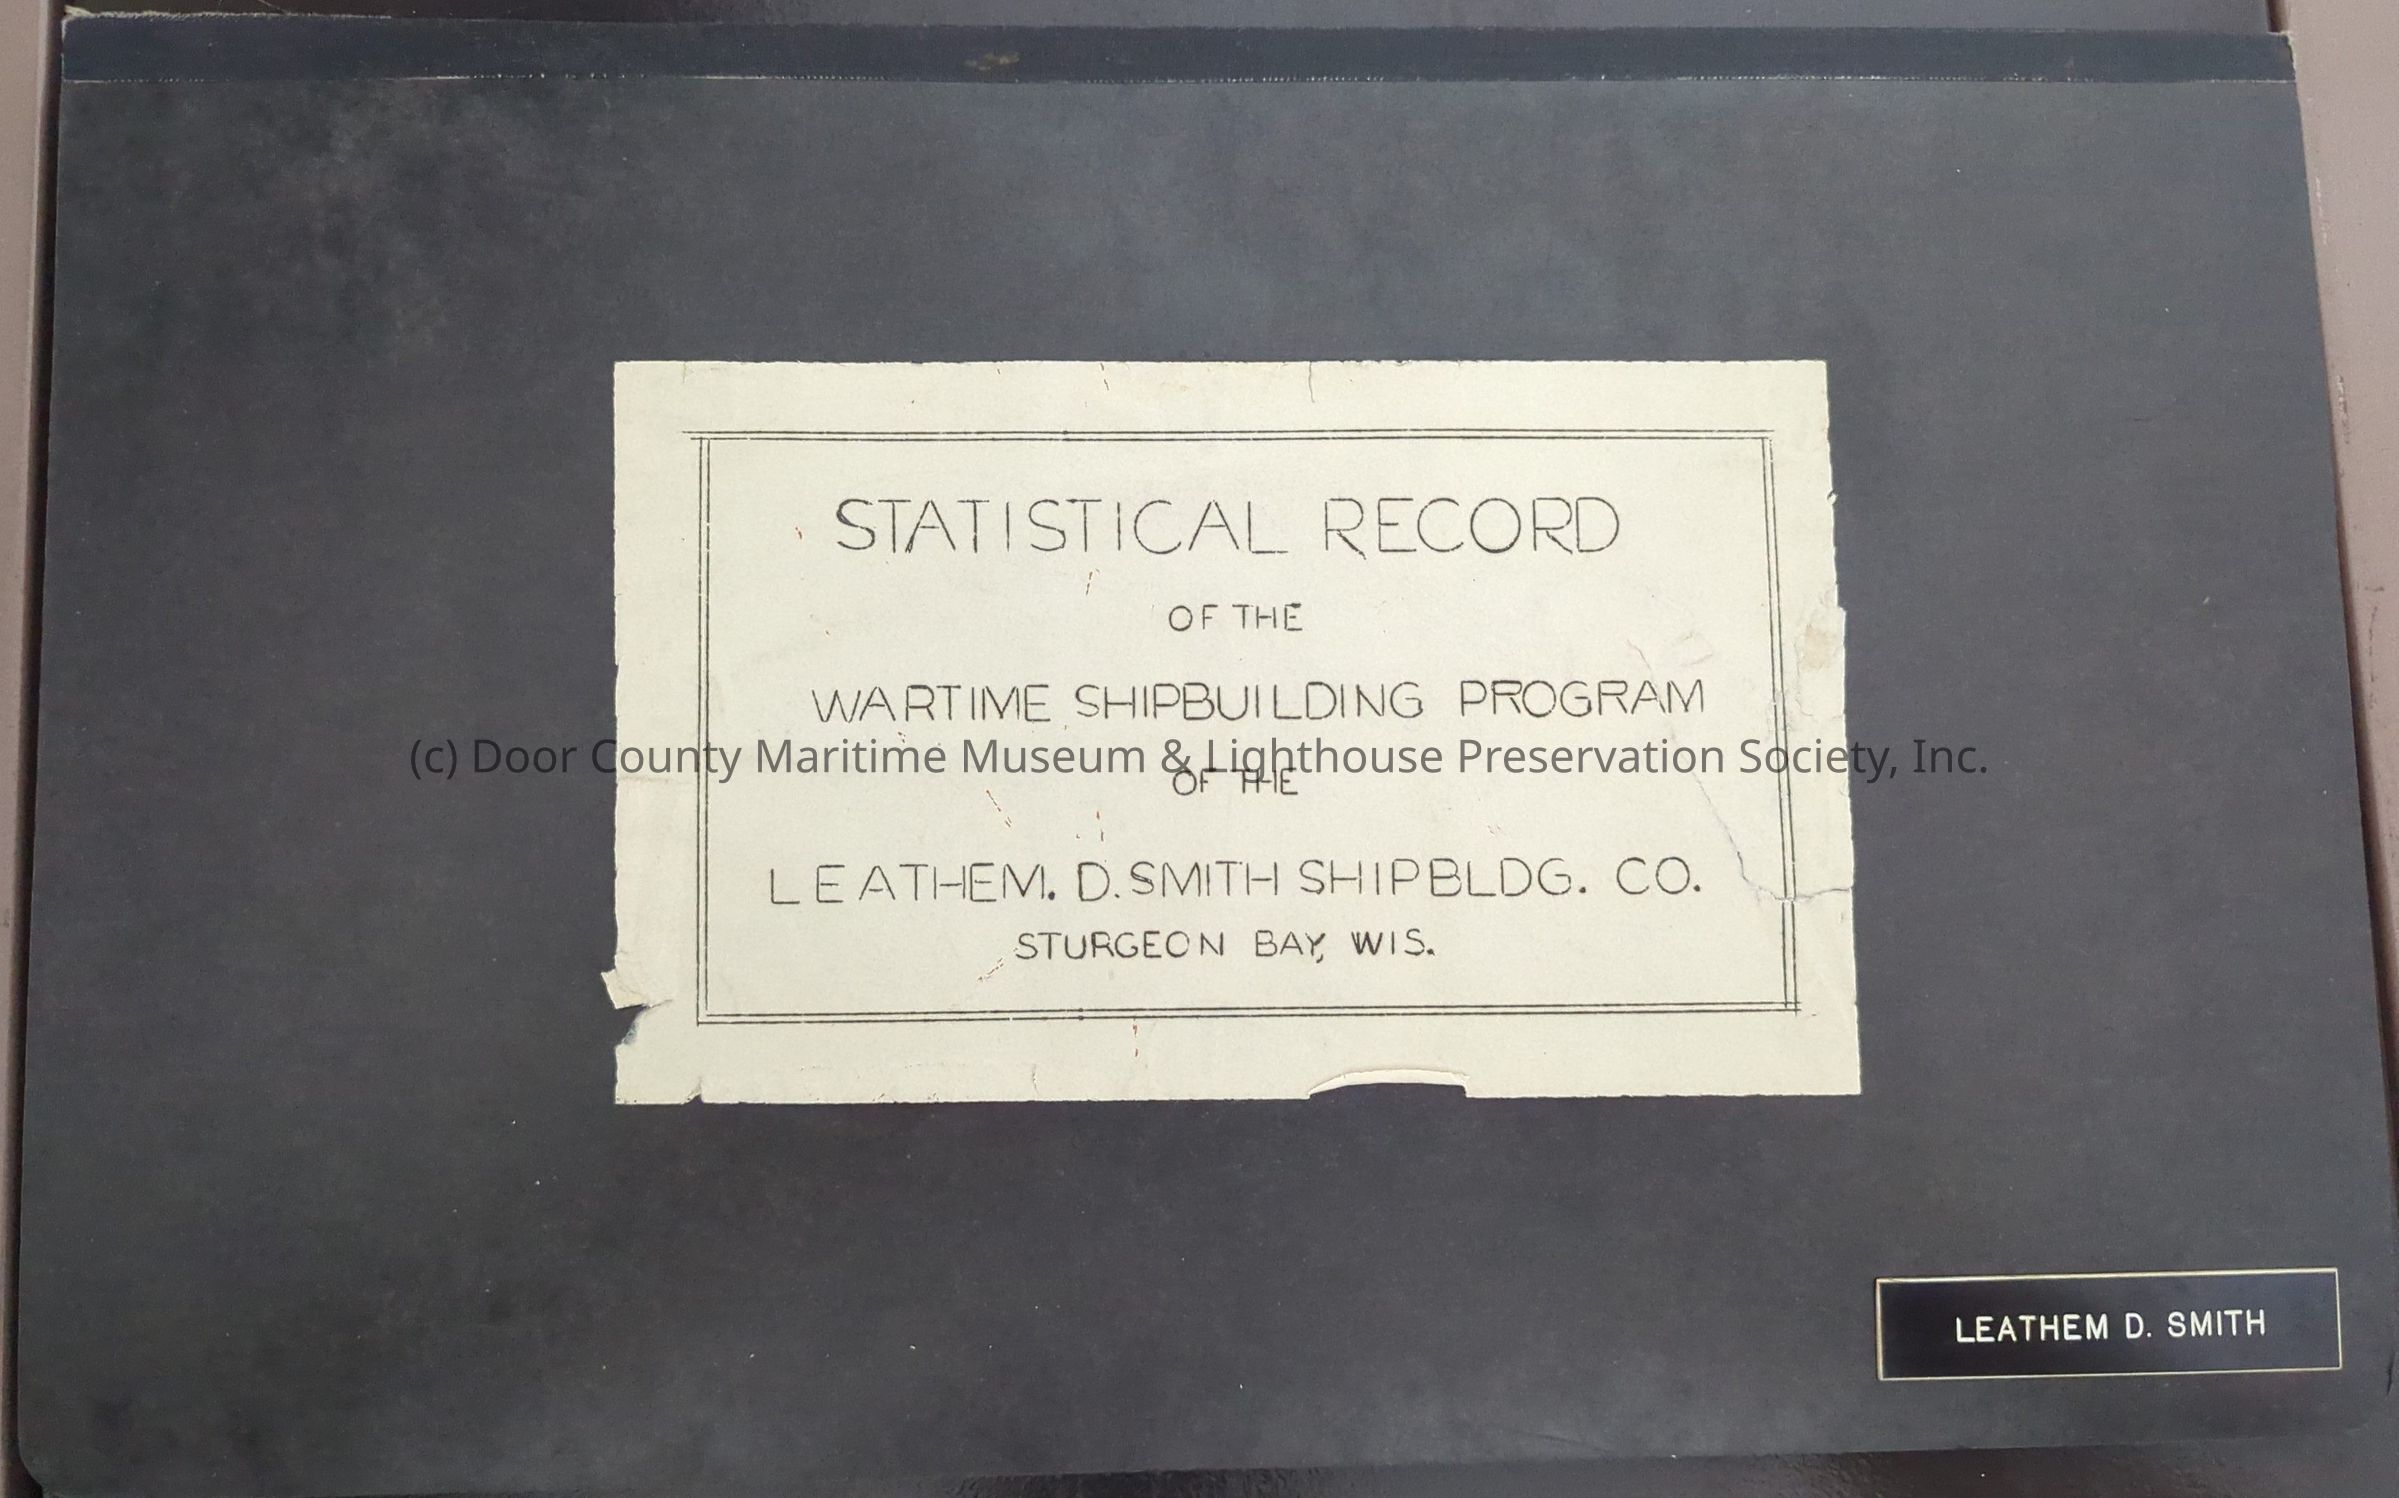 STATISTICAL RECORD
OF THE
WARTIME SHIPBUILDING PROGRAM
(c) Door County Maritime Museum & Lighthouse Preservation Society, Inc.
OF THE
LEATHEM. D. SMITH SHIPBLDG. CO.
STURGEON BAY, WIS.
LEATHEM D. SMITH